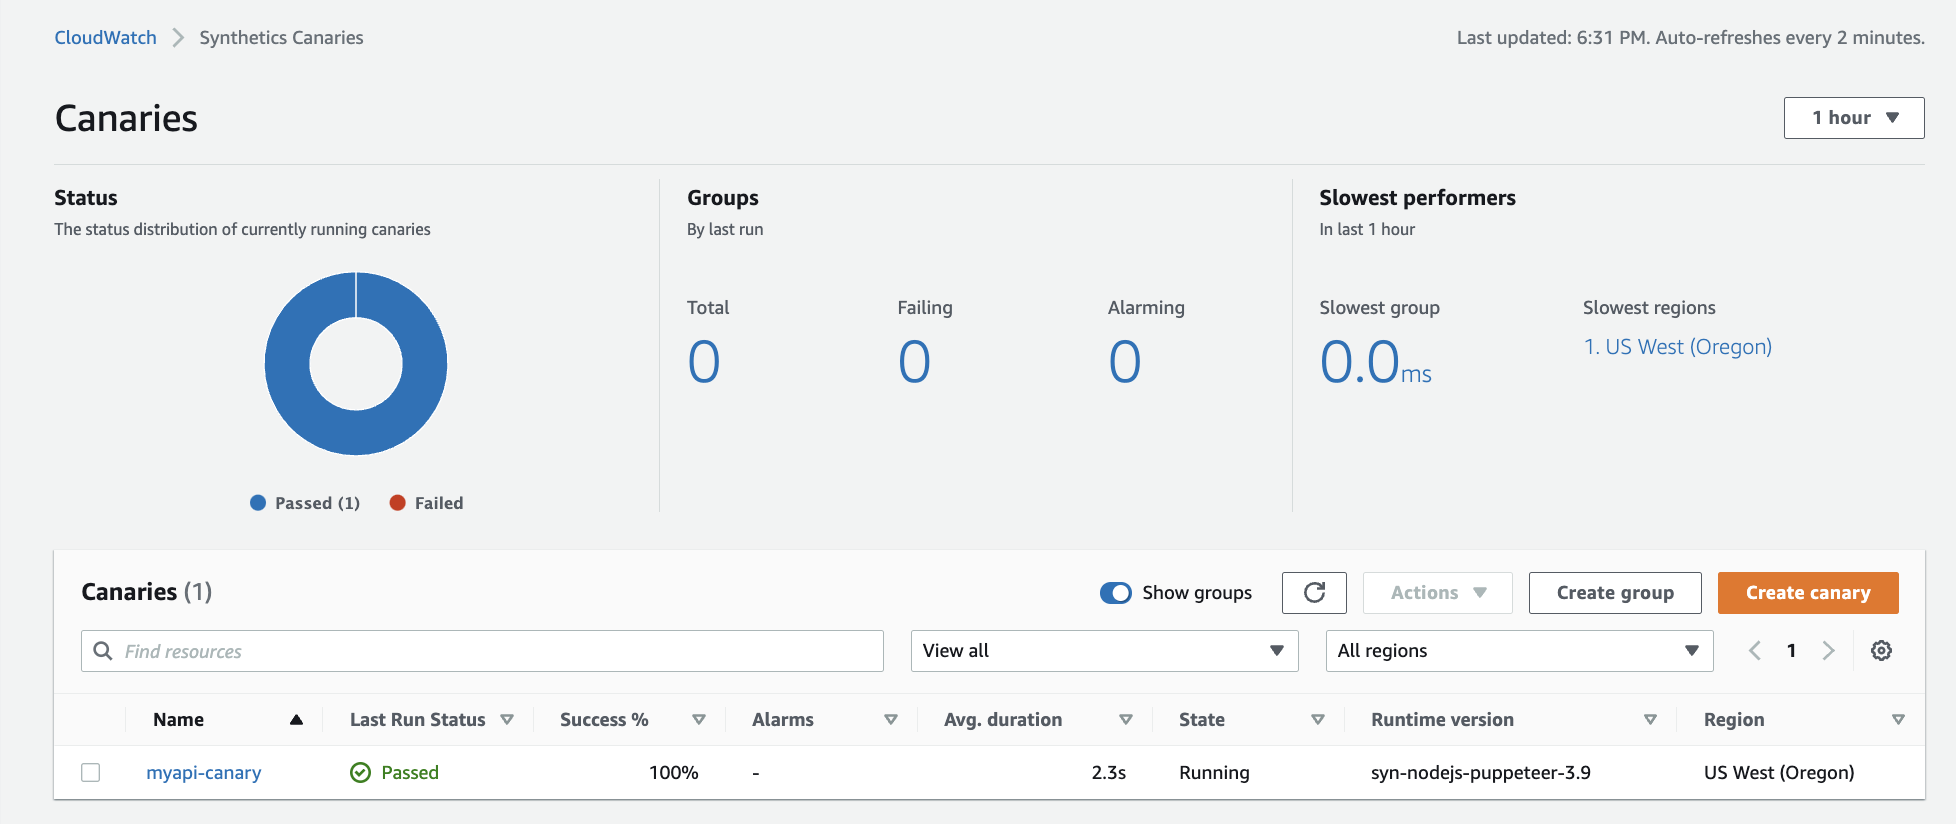 CloudWatch Synthetics Canaries
Last updated: 6:31 PM. Auto-refreshes every 2 minutes.
Canaries
1 hour
Status
The status distribution of currently running canaries
Passed (1) Failed
Groups
By last run
Total Failing Alarming
0 0 0
Slowest performers
In last 1 hour
Slowest group Slowest regions
0.0ms 1. US West (Oregon)
Canaries (1)
Show groups Actions Create group Create canary
Find resources View all All regions 1
Name Last Run Status Success % Alarms Avg. duration State Runtime version Region
myapi-canary Passed 100% - 2.3s Running syn-nodejs-puppeteer-3.9 US West (Oregon)